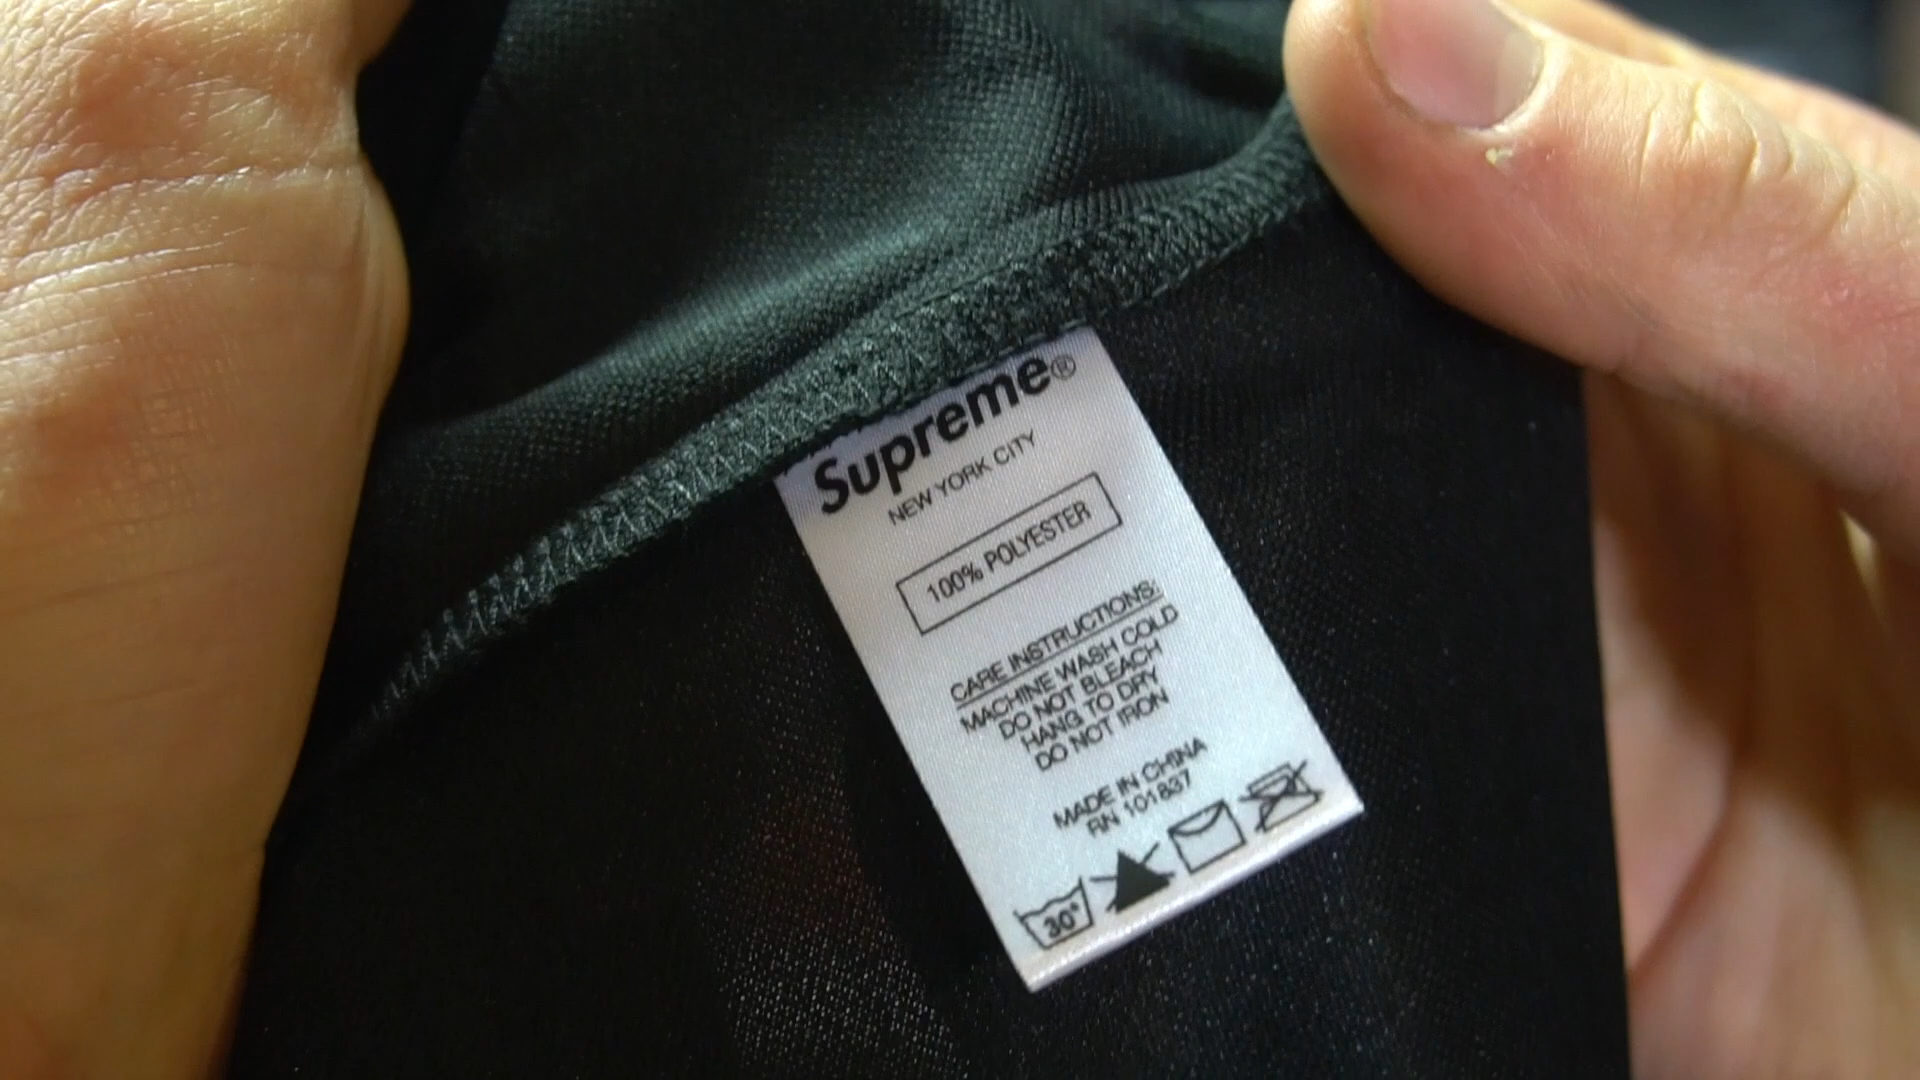 Supreme®
NEW YORK CITY
100% POLYESTER
CARE INSTRUCTIONS:
MACHINE WASH COLD
DO NOT BLEACH
HANG TO DRY
DO NOT IRON
MADE IN CHINA
RN 101837
30°